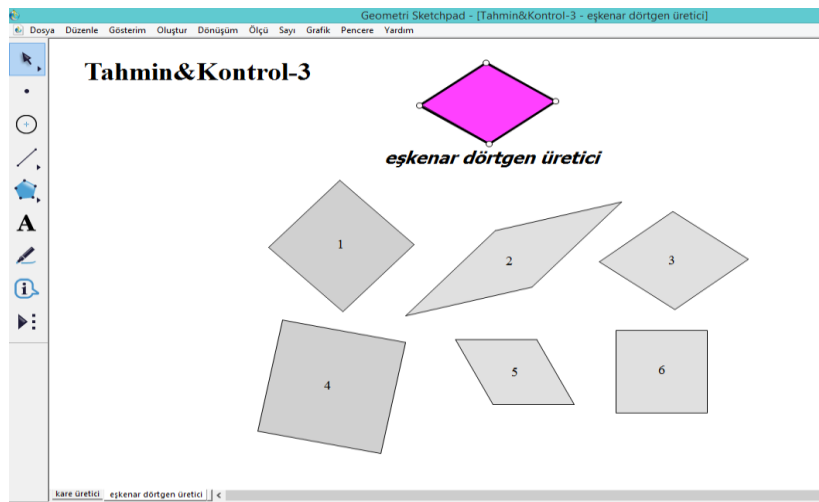 Geometri Sketchpad - [Tahmin&Kontrol-3 - eşkenar dörtgen üretici]
Dosya Düzenle Gösterim Oluştur Dönüşüm Ölçü Sayı Grafik Pencere Yardım
Tahmin&Kontrol-3
eşkenar dörtgen üretici
1
2
3
4
5
6
A
kare üretici eşkenar dörtgen üretici